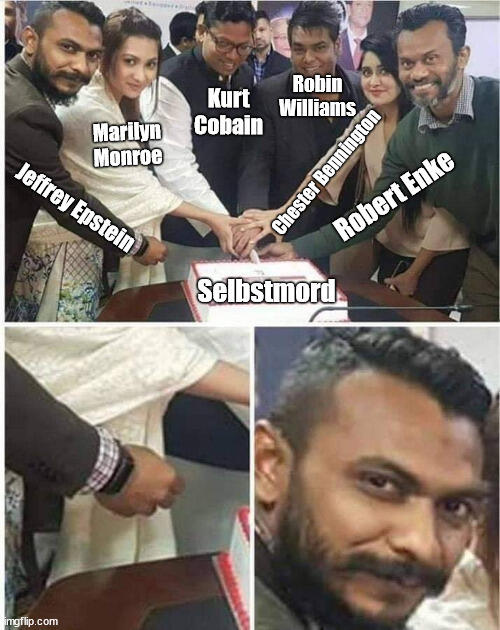 Kurt
Cobain
Robin
Williams
Marilyn
Monroe
Chester Bennington
Jeffrey Epstein
Robert Enke
Selbstmord
imgflip.com